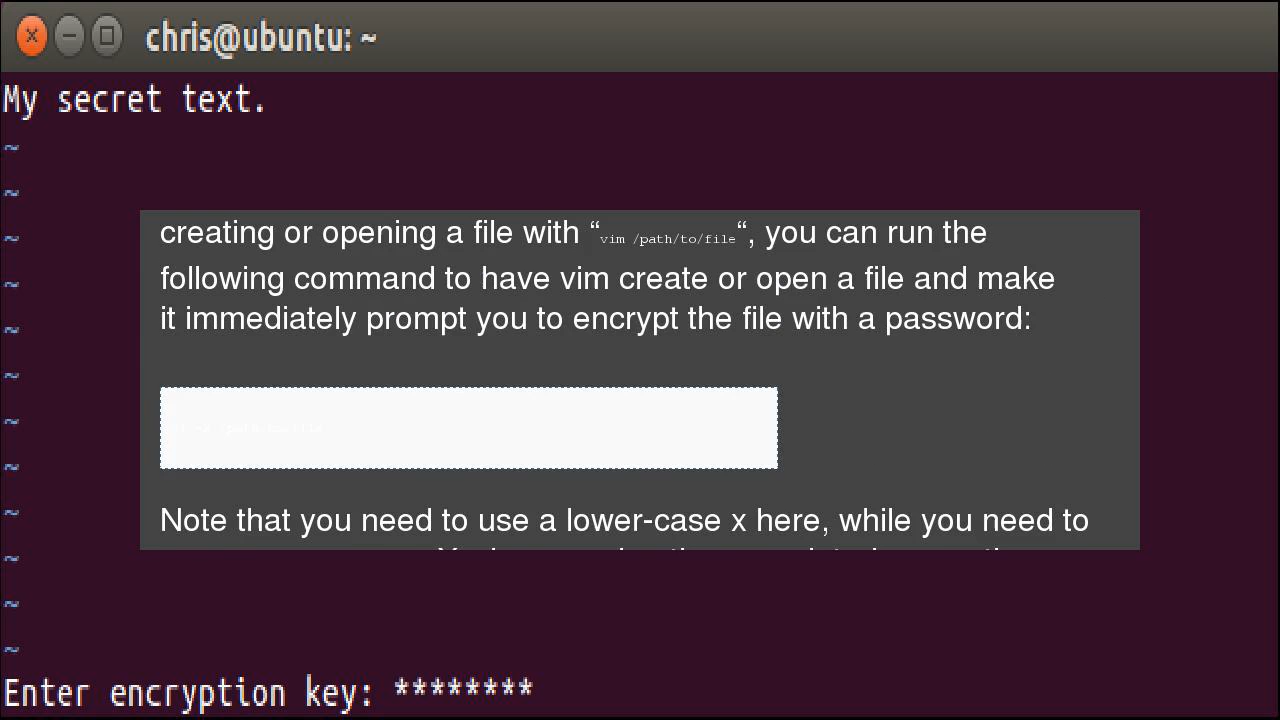 chris@ubuntu: ~
My secret text.
~
~
~
~
~
~
~
~
~
~
~
~
creating or opening a file with “vim /path/to/file“, you can run the
following command to have vim create or open a file and make
it immediately prompt you to encrypt the file with a password:
Note that you need to use a lower-case x here, while you need to
Enter encryption key: ********